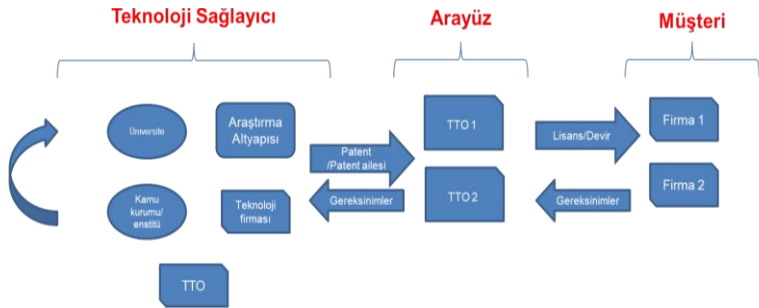 Teknoloji Sağlayıcı
Arayüz
Müşteri
Üniversite
Araştırma
Altyapısı
Patent
/Patent ailesi
TTO 1
Lisans/Devir
Firma 1
Kamu
kurumu/
enstitü
Teknoloji
firması
Gereksinimler
TTO 2
Gereksinimler
Firma 2
TTO